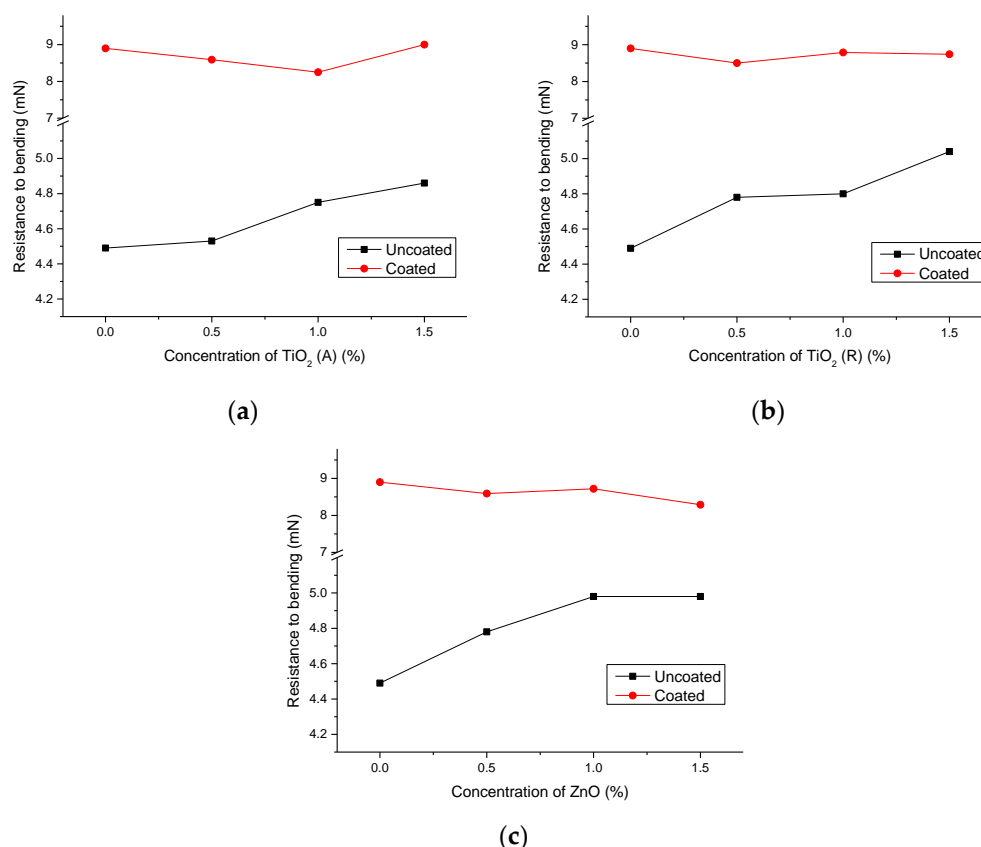 Resistance to bending (mN)
9
8
7
5.0
4.8
4.6
4.4
4.2
Uncoated
Coated
0.0 0.5 1.0 1.5
Concentration of TiO2 (A) (%)
(a)
Resistance to bending (mN)
9
8
7
5.0
4.8
4.6
4.4
4.2
Uncoated
Coated
0.0 0.5 1.0 1.5
Concentration of TiO2 (R) (%)
(b)
Resistance to bending (mN)
9
8
7
5.0
4.8
4.6
4.4
4.2
Uncoated
Coated
0.0 0.5 1.0 1.5
Concentration of ZnO (%)
(c)